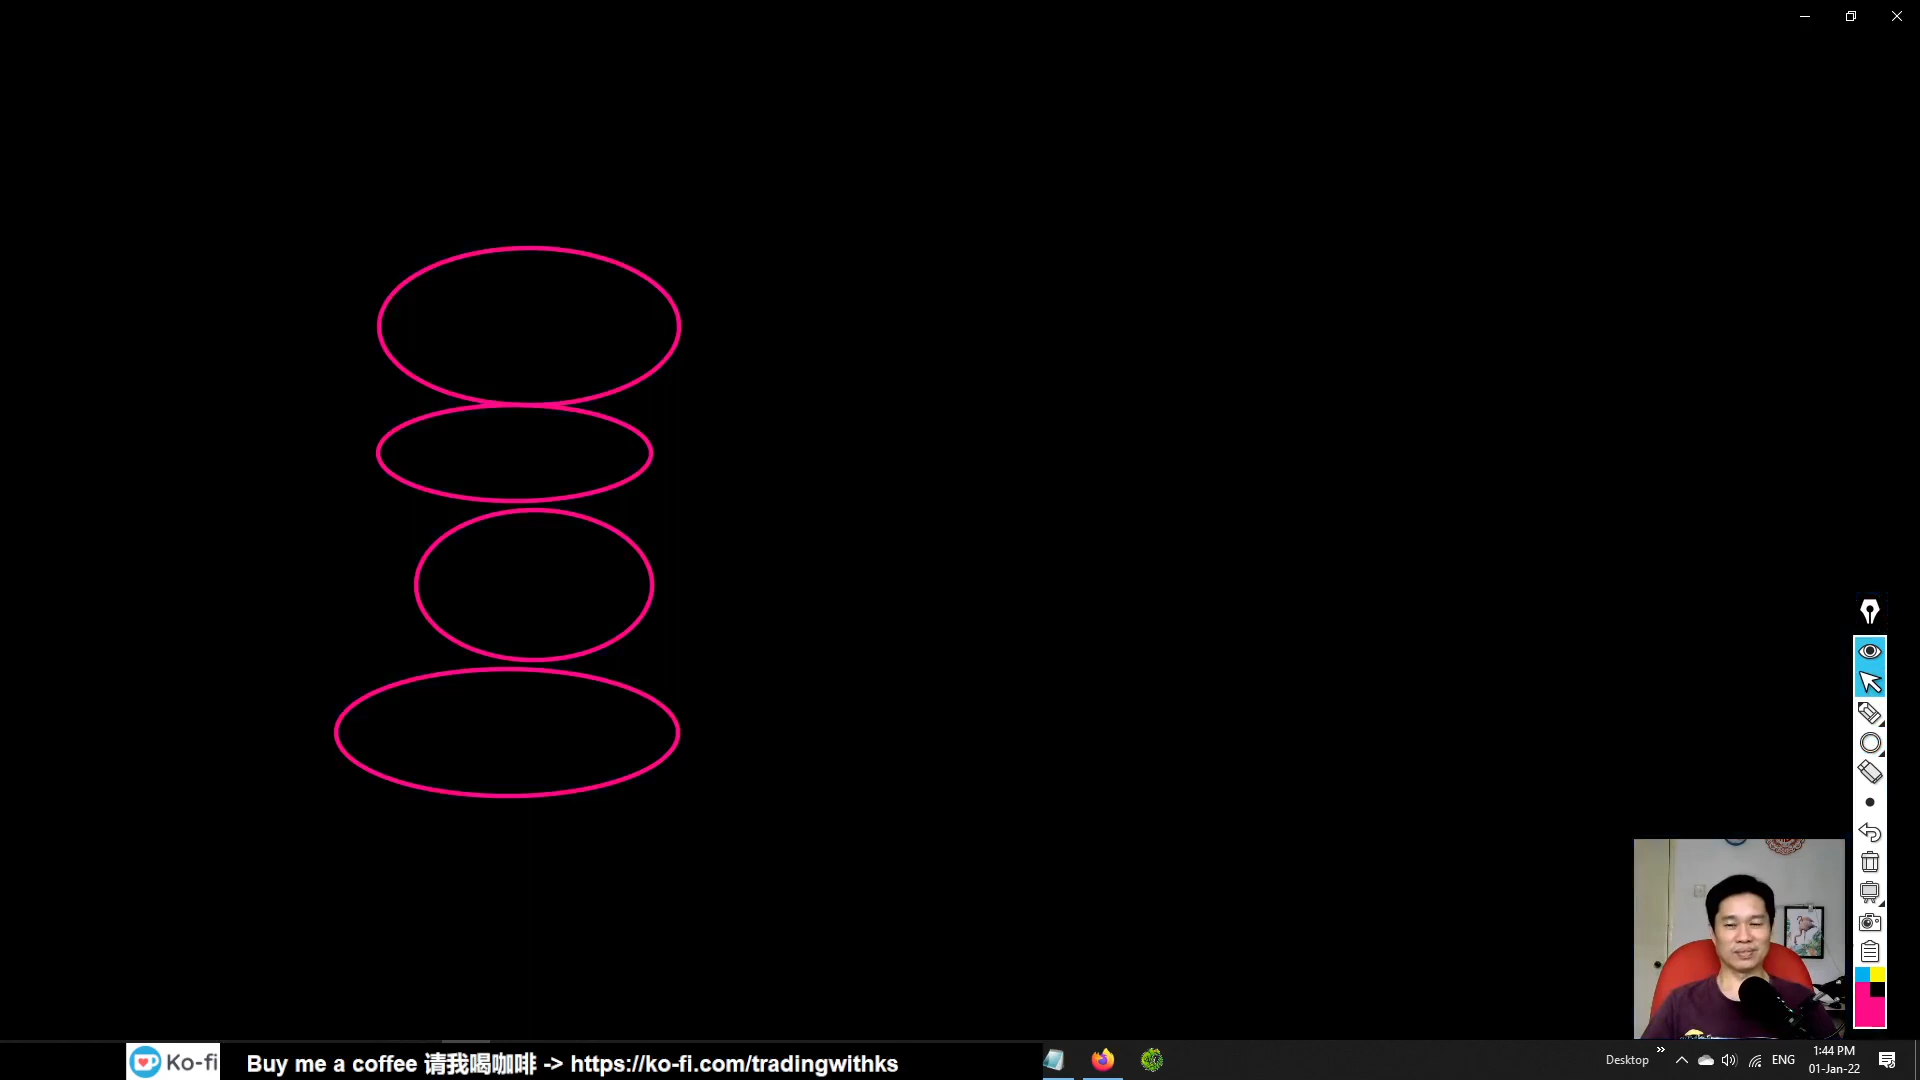 Ko-fi
Buy me a coffee 请我喝咖啡 -> https://ko-fi.com/tradingwithks
Desktop
ENG
1:44 PM
01-Jan-22